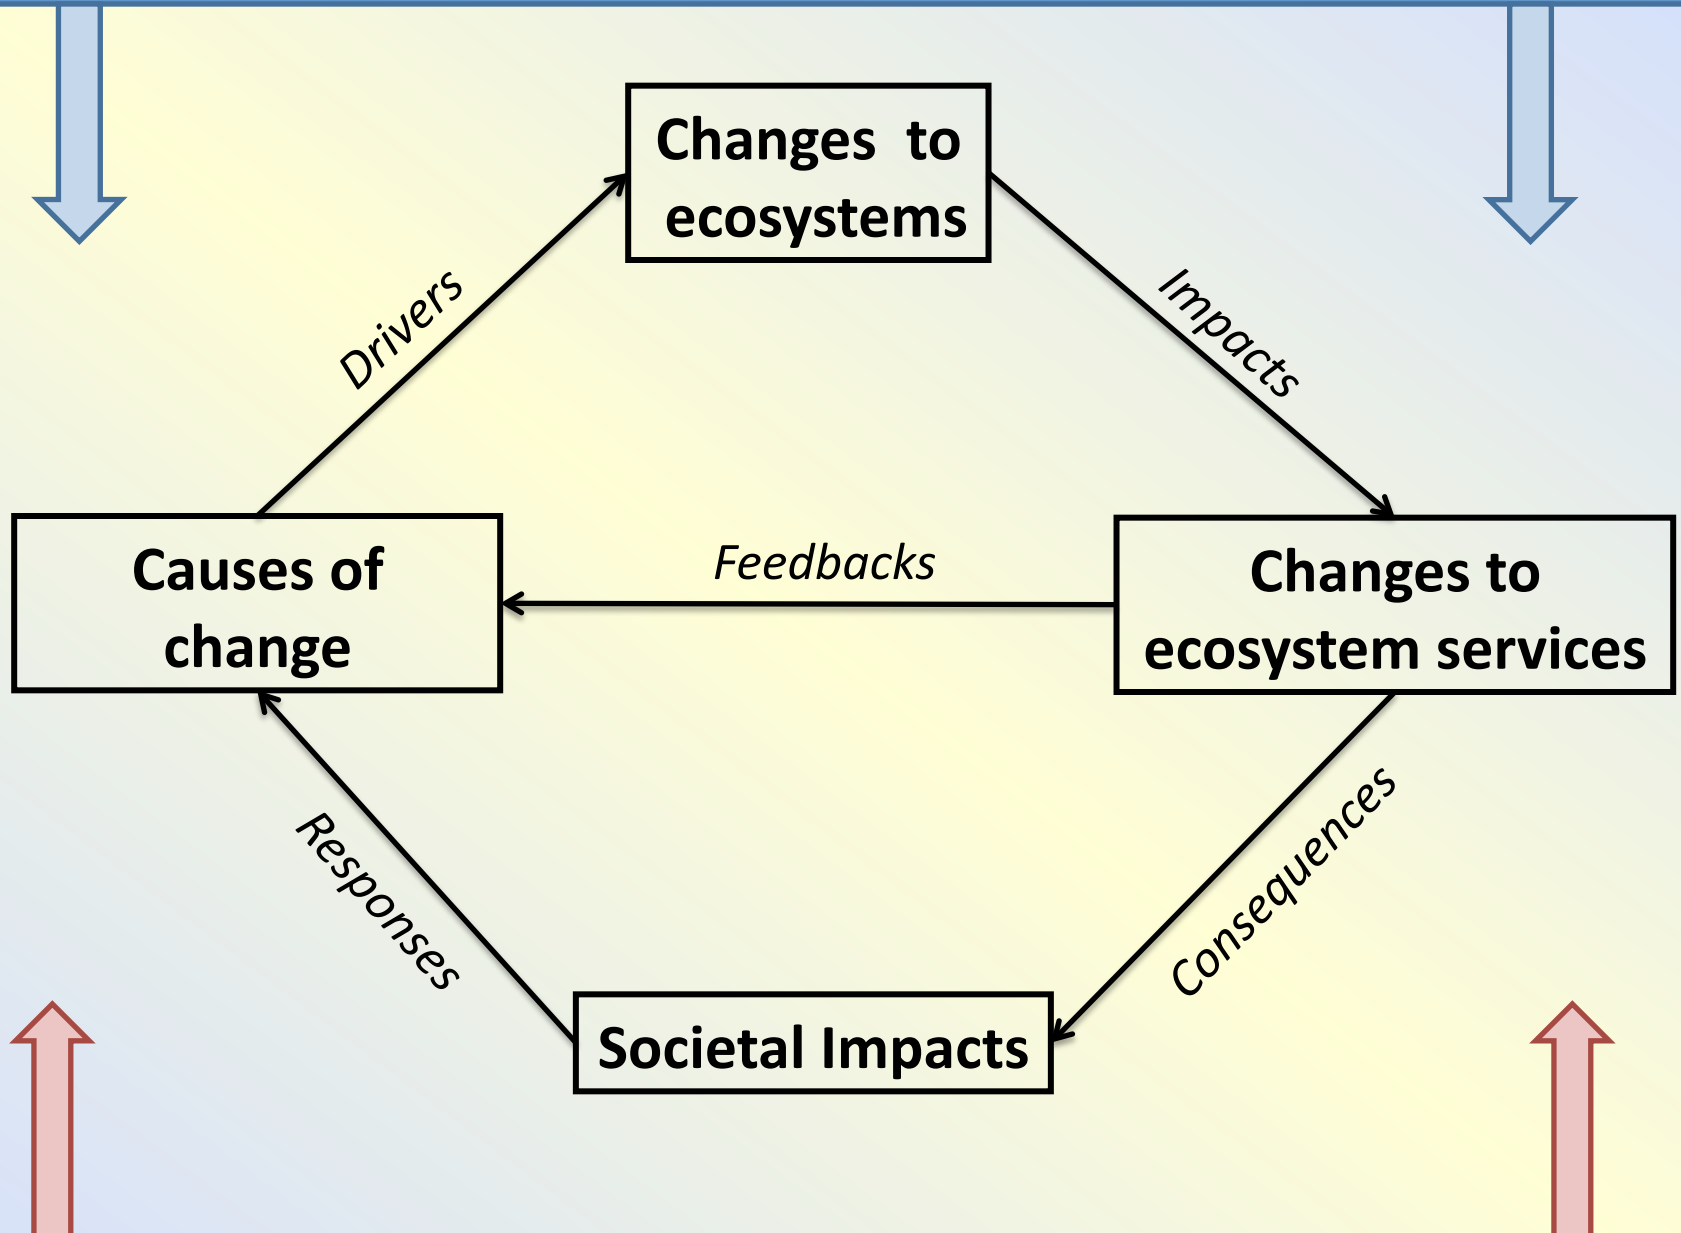 Changes to
ecosystems
Drivers
Impacts
Causes of
change
Feedbacks
Changes to
ecosystem services
Responses
Consequences
Societal Impacts